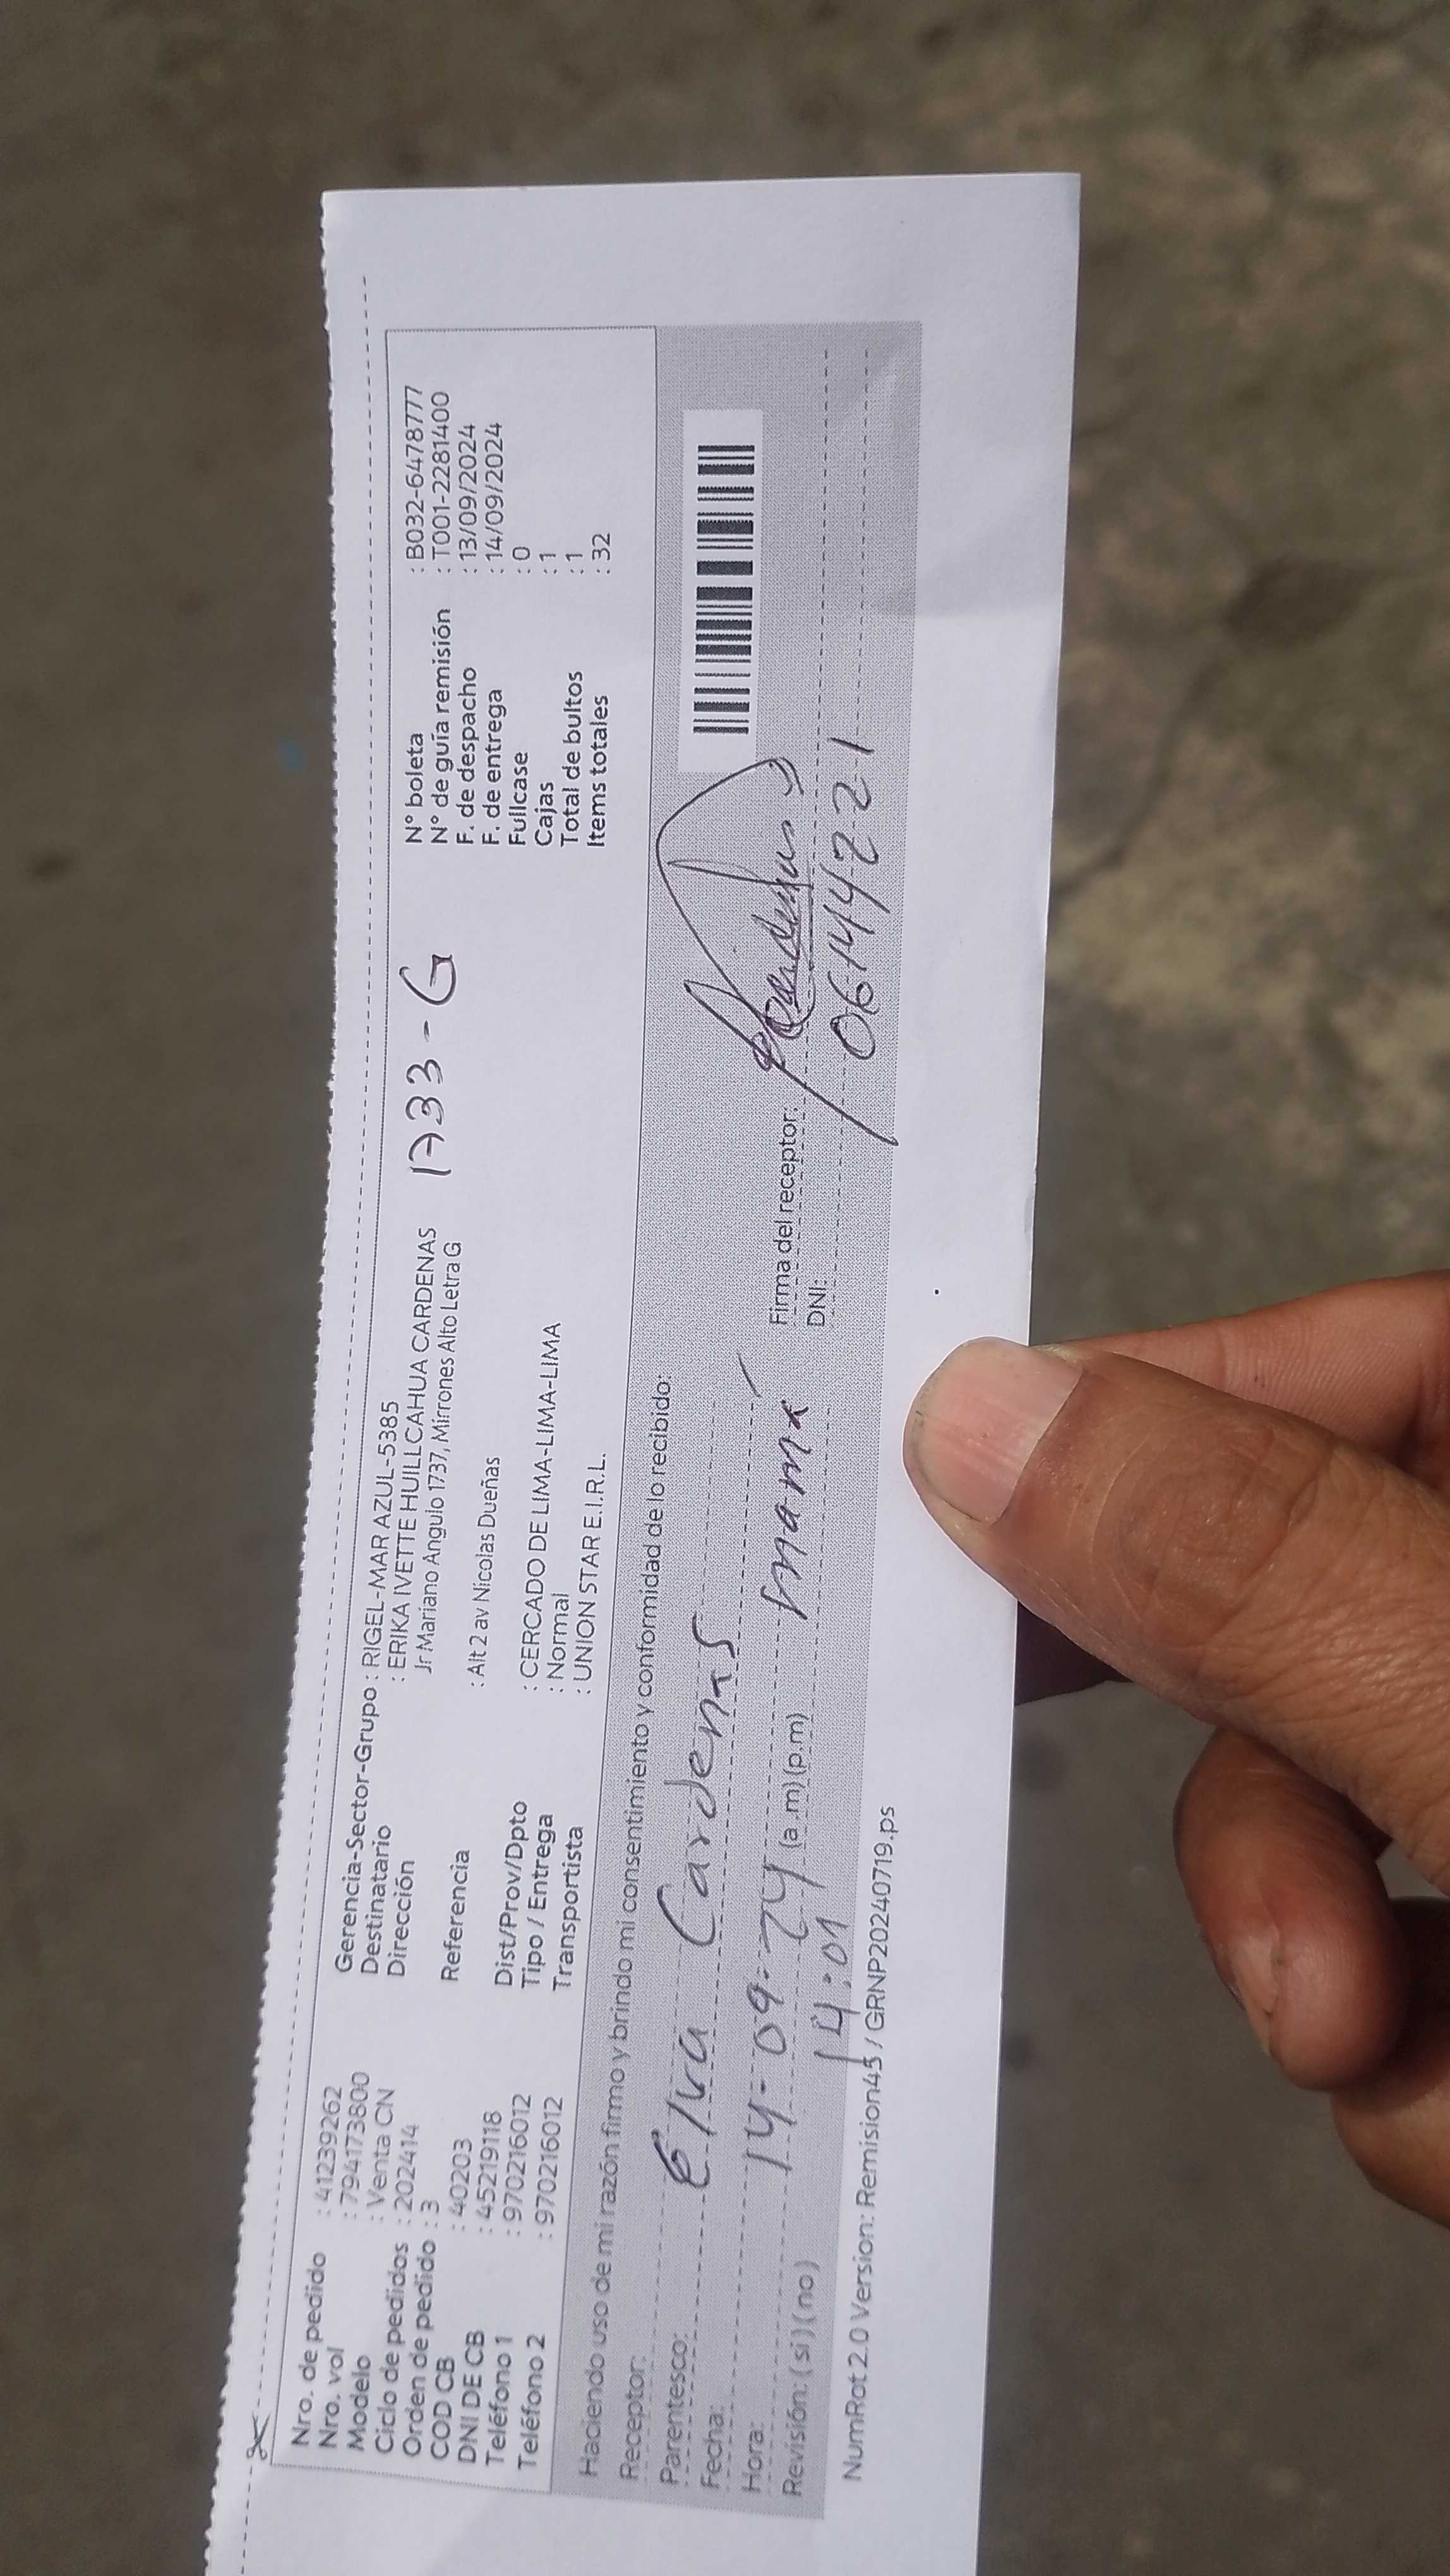 Nro. de pedido : 41239262
Nro. vol : 794173800
Modelo : Venta CN
Ciclo de pedidos : 202414
Orden de pedido : 3
COD CB : 40203
DNI DE CB : 45219118
Teléfono 1 : 970216012
Teléfono 2 : 970216012
Gerencia-Sector-Grupo : RIGEL-MAR AZUL-5385
Destinatario : ERIKA IVETTE HUILLCAHUA CARDENAS
Dirección Jr Mariano Angulo 1737, Mirrones Alto Letra G
1733 - G
Referencia : Alt 2 av Nicolas Dueñas
Dist/Prov/Dpto : CERCADO DE LIMA-LIMA-LIMA
Tipo / Entrega : Normal
Transportista : UNION STAR E.I.R.L.
N° boleta : B032-6478777
N° de guía remisión : T001-2281400
F. de despacho : 13/09/2024
F. de entrega : 14/09/2024
Fullcase : 0
Cajas : 1
Total de bultos : 1
Items totales : 32
Haciendo uso de mi razón firmo y brindo mi consentimiento y conformidad de lo recibido:
Receptor: Elva Cardenas
Parentesco: mama
Fecha: 14-09-24
Hora: 14:01 (a.m) (p.m)
Revisión: (si) (no)
Firma del receptor:
DNI: 06144221
NumRot 2.0 Version: Remision45 / GRNP20240719.ps